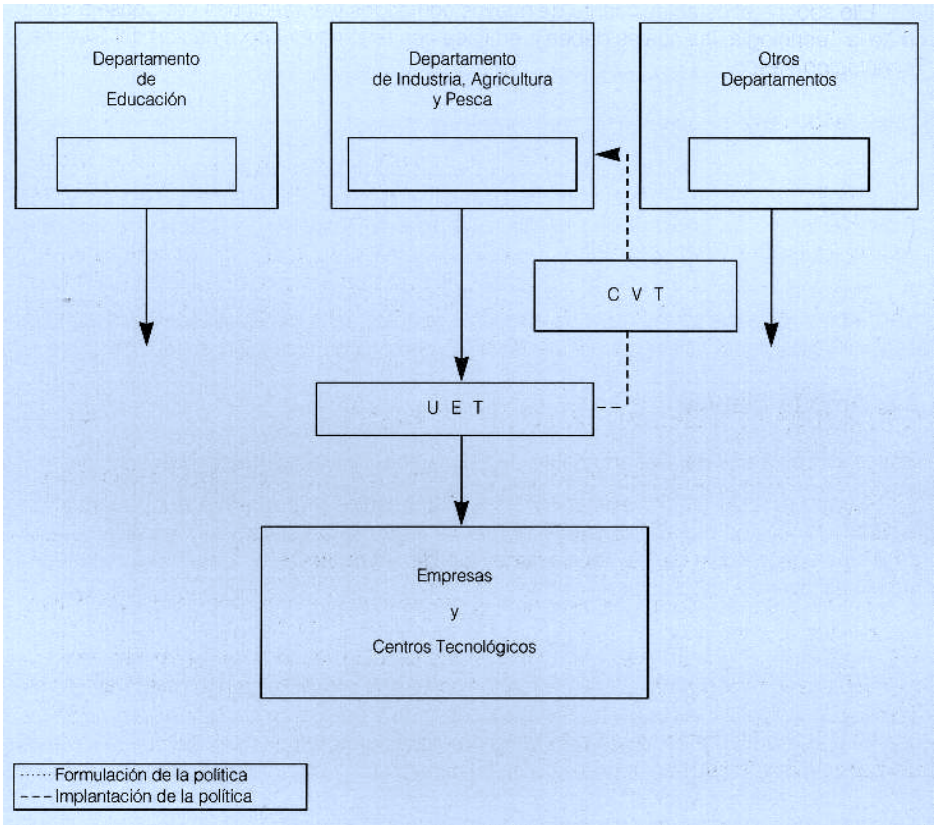 Departamento
de
Educación
Departamento
de Industria, Agricultura
y Pesca
Otros
Departamentos
C V T
U E T
Empresas
y
Centros Tecnológicos
Formulación de la política
Implantación de la política